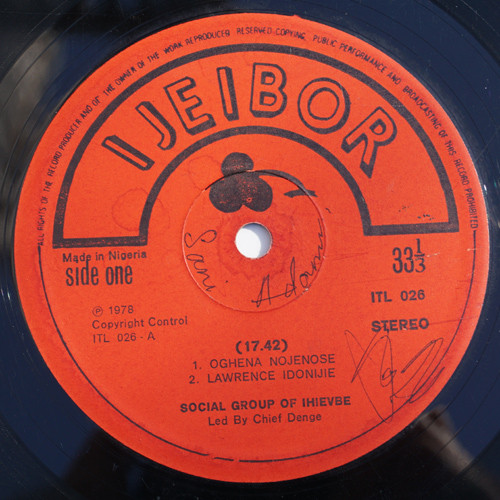 ALL RIGHTS OF THE RECORD PRODUCER AND OF THE OWNER OF THE WORK REPRODUCED RESERVED COPYING, PUBLIC PERFORMANCE AND BROADCASTING OF THIS RECORD PROHIBITED
IJEIBOR
Made in Nigeria
side one
33⅓
ITL 026
STEREO
Ⓟ 1978
Copyright Control
ITL 026 - A
Sani Adams
(17.42)
1. OGHENA NOJENOSE
2. LAWRENCE IDONIJIE
SOCIAL GROUP OF IHIEVBE
Led By Chief Denge